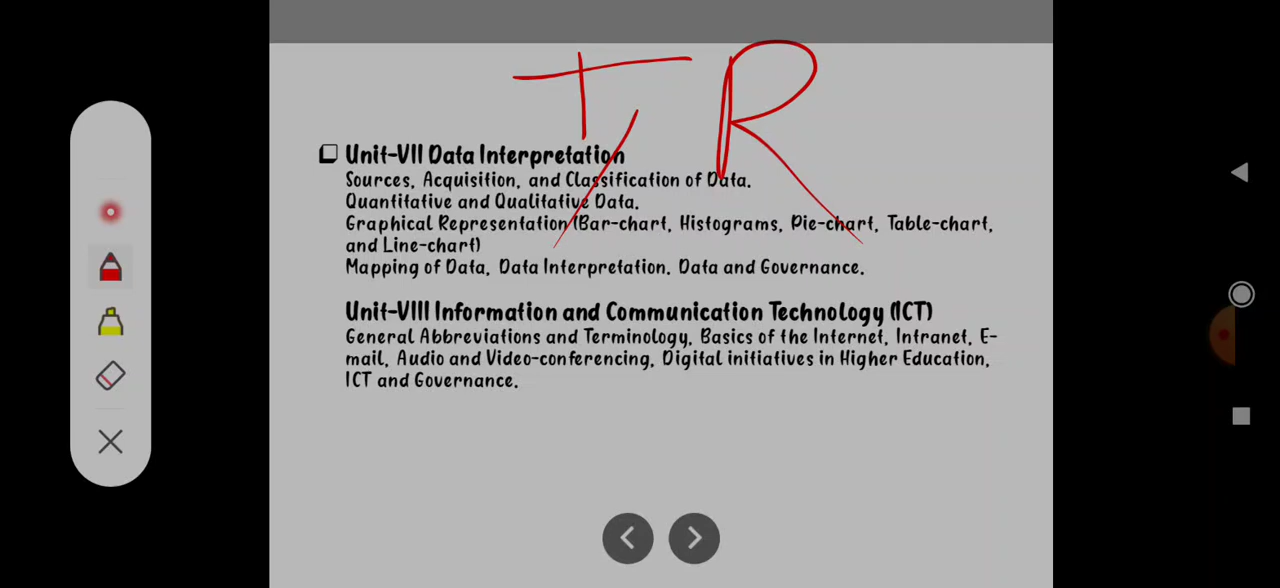 T, R
Unit-VII Data Interpretation
Sources, Acquisition, and Classification of Data.
Quantitative and Qualitative Data.
Graphical Representation (Bar-chart, Histograms, Pie-chart, Table-chart,
and Line-chart)
Mapping of Data, Data Interpretation. Data and Governance.
Unit-VIII Information and Communication Technology (ICT)
General Abbreviations and Terminology, Basics of the Internet, Intranet, E-
mail, Audio and Video-conferencing, Digital initiatives in Higher Education,
ICT and Governance.